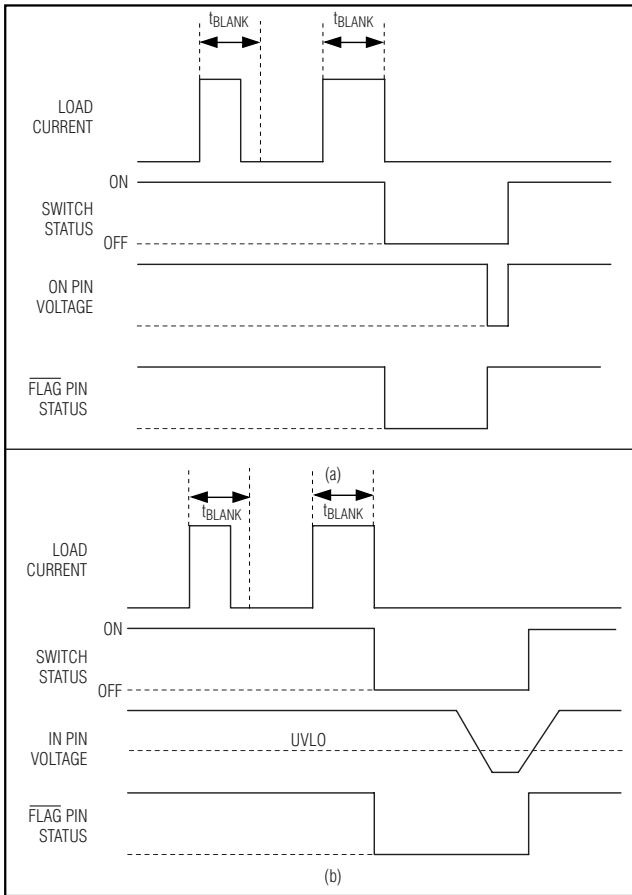 tBLANK
LOAD
CURRENT
ON
SWITCH
STATUS
OFF
ON PIN
VOLTAGE
FLAG PIN
STATUS
(a)
tBLANK
tBLANK
LOAD
CURRENT
ON
SWITCH
STATUS
OFF
IN PIN
VOLTAGE
UVLO
FLAG PIN
STATUS
(b)